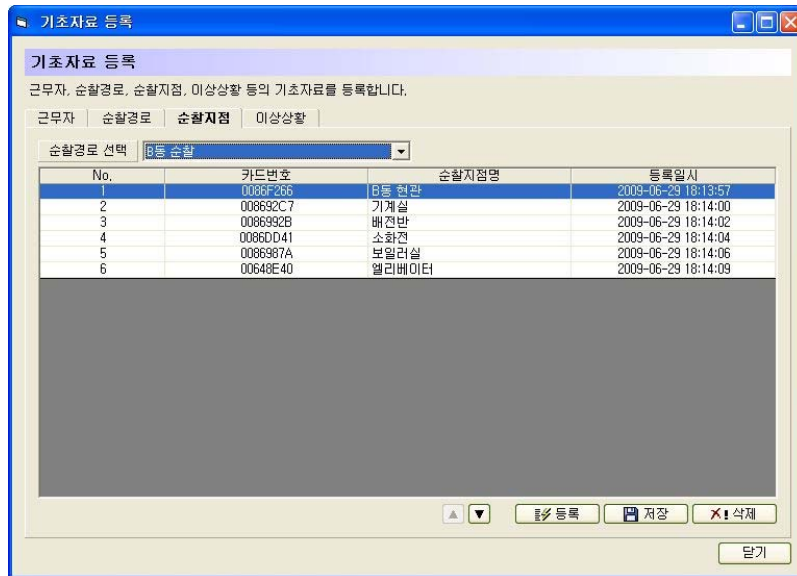 기초자료 등록
기초자료 등록
근무자, 순찰경로, 순찰지점, 이상상황 등의 기초자료를 등록합니다.
근무자 순찰경로 순찰지점 이상상황
순찰경로 선택 B동 순찰
No. 카드번호 순찰지점명 등록일시
1 0086F266 B동 현관 2009-06-29 18:13:57
2 008692C7 기계실 2009-06-29 18:14:00
3 0086992B 배전반 2009-06-29 18:14:02
4 0086DD41 소화전 2009-06-29 18:14:04
5 0086987A 보일러실 2009-06-29 18:14:06
6 00648E40 엘리베이터 2009-06-29 18:14:09
등록 저장 삭제
닫기